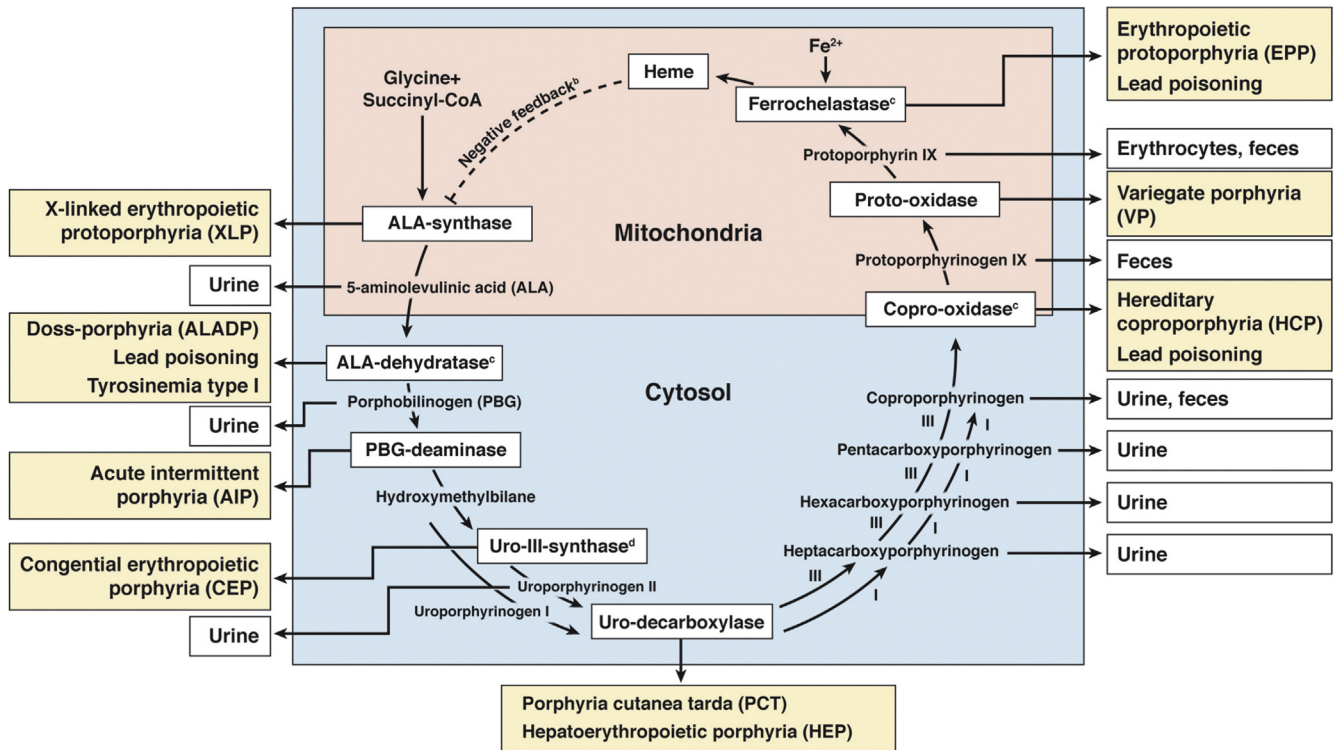 Glycine+
Succinyl-CoA
Negative feedbackᵇ
Heme
Fe²⁺
Ferrochelastaseᶜ
Erythropoietic
protoporphyria (EPP)
Lead poisoning
Protoporphyrin IX
Erythrocytes, feces
Proto-oxidase
Variegate porphyria
(VP)
X-linked erythropoietic
protoporphyria (XLP)
ALA-synthase
Mitochondria
Protoporphyrinogen IX
Feces
Urine
5-aminolevulinic acid (ALA)
Copro-oxidaseᶜ
Hereditary
coproporphyria (HCP)
Lead poisoning
Doss-porphyria (ALADP)
Lead poisoning
Tyrosinemia type I
ALA-dehydrataseᶜ
Cytosol
Porphobilinogen (PBG)
Urine
Coproporphyrinogen
Urine, feces
III
I
PBG-deaminase
Acute intermittent
porphyria (AIP)
Pentacarboxyporphyrinogen
Urine
III
I
Hydroxymethylbilane
Hexacarboxyporphyrinogen
Urine
III
I
Uro-III-synthaseᵈ
Congential erythropoietic
porphyria (CEP)
Heptacarboxyporphyrinogen
Urine
III
I
Uroporphyrinogen II
Uroporphyrinogen I
Urine
Uro-decarboxylase
Porphyria cutanea tarda (PCT)
Hepatoerythropoietic porphyria (HEP)